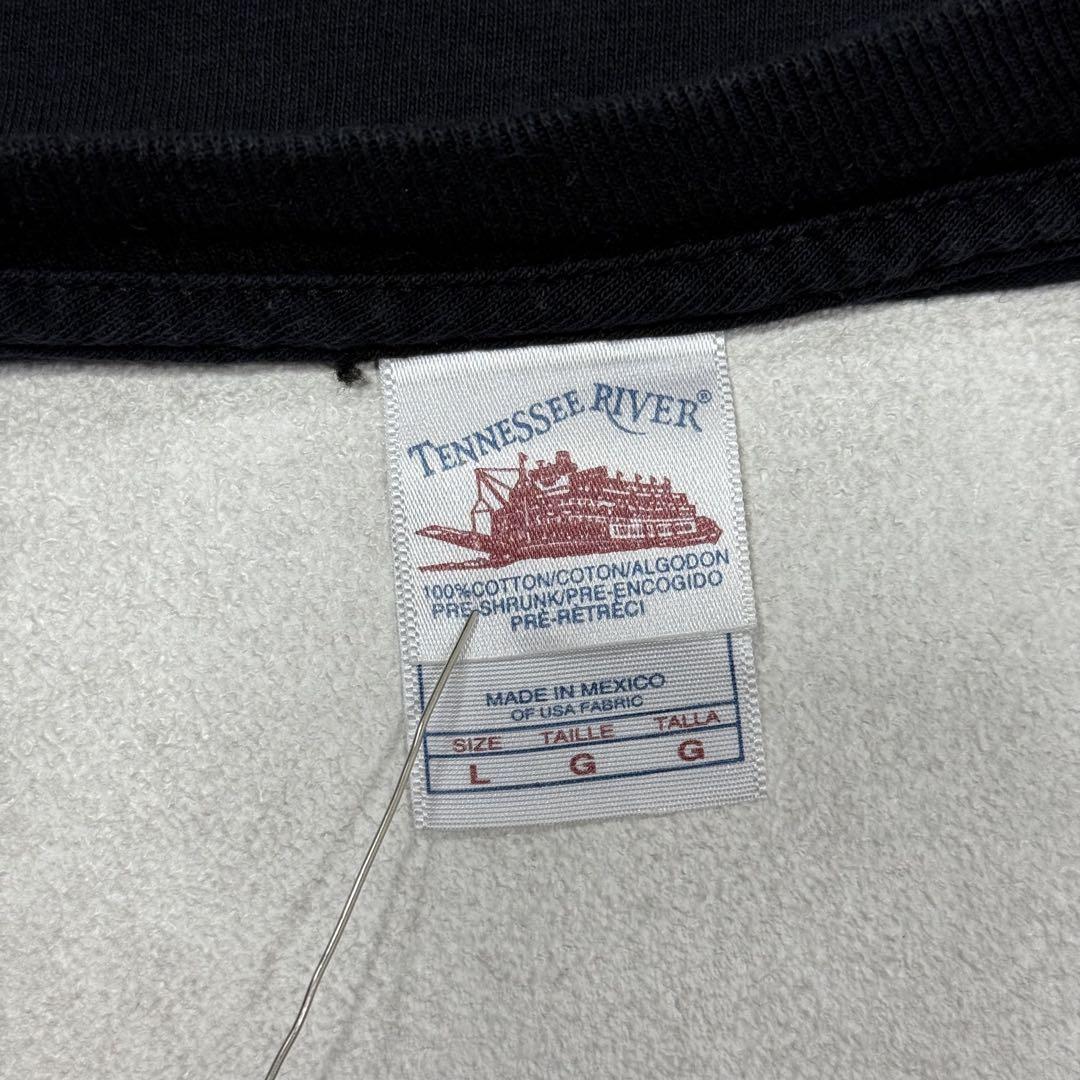 TENNESSEE RIVER®
100%COTTON/COTON/ALGODON
PRE-SHRUNK/PRE-ENCOGIDO
PRÉ-RÉTRÉCI
MADE IN MEXICO
OF USA FABRIC
SIZE TAILLE TALLA
L G G